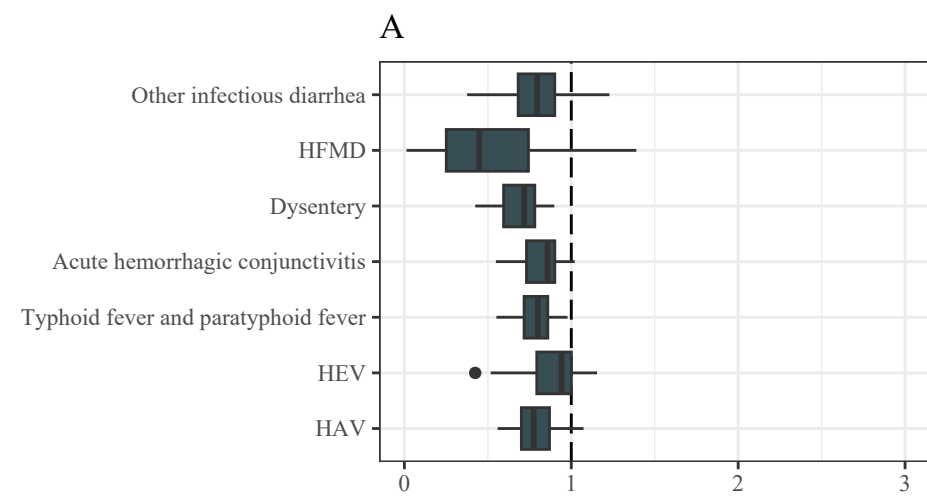 A
Other infectious diarrhea
HFMD
Dysentery
Acute hemorrhagic conjunctivitis
Typhoid fever and paratyphoid fever
HEV
HAV
0 1 2 3